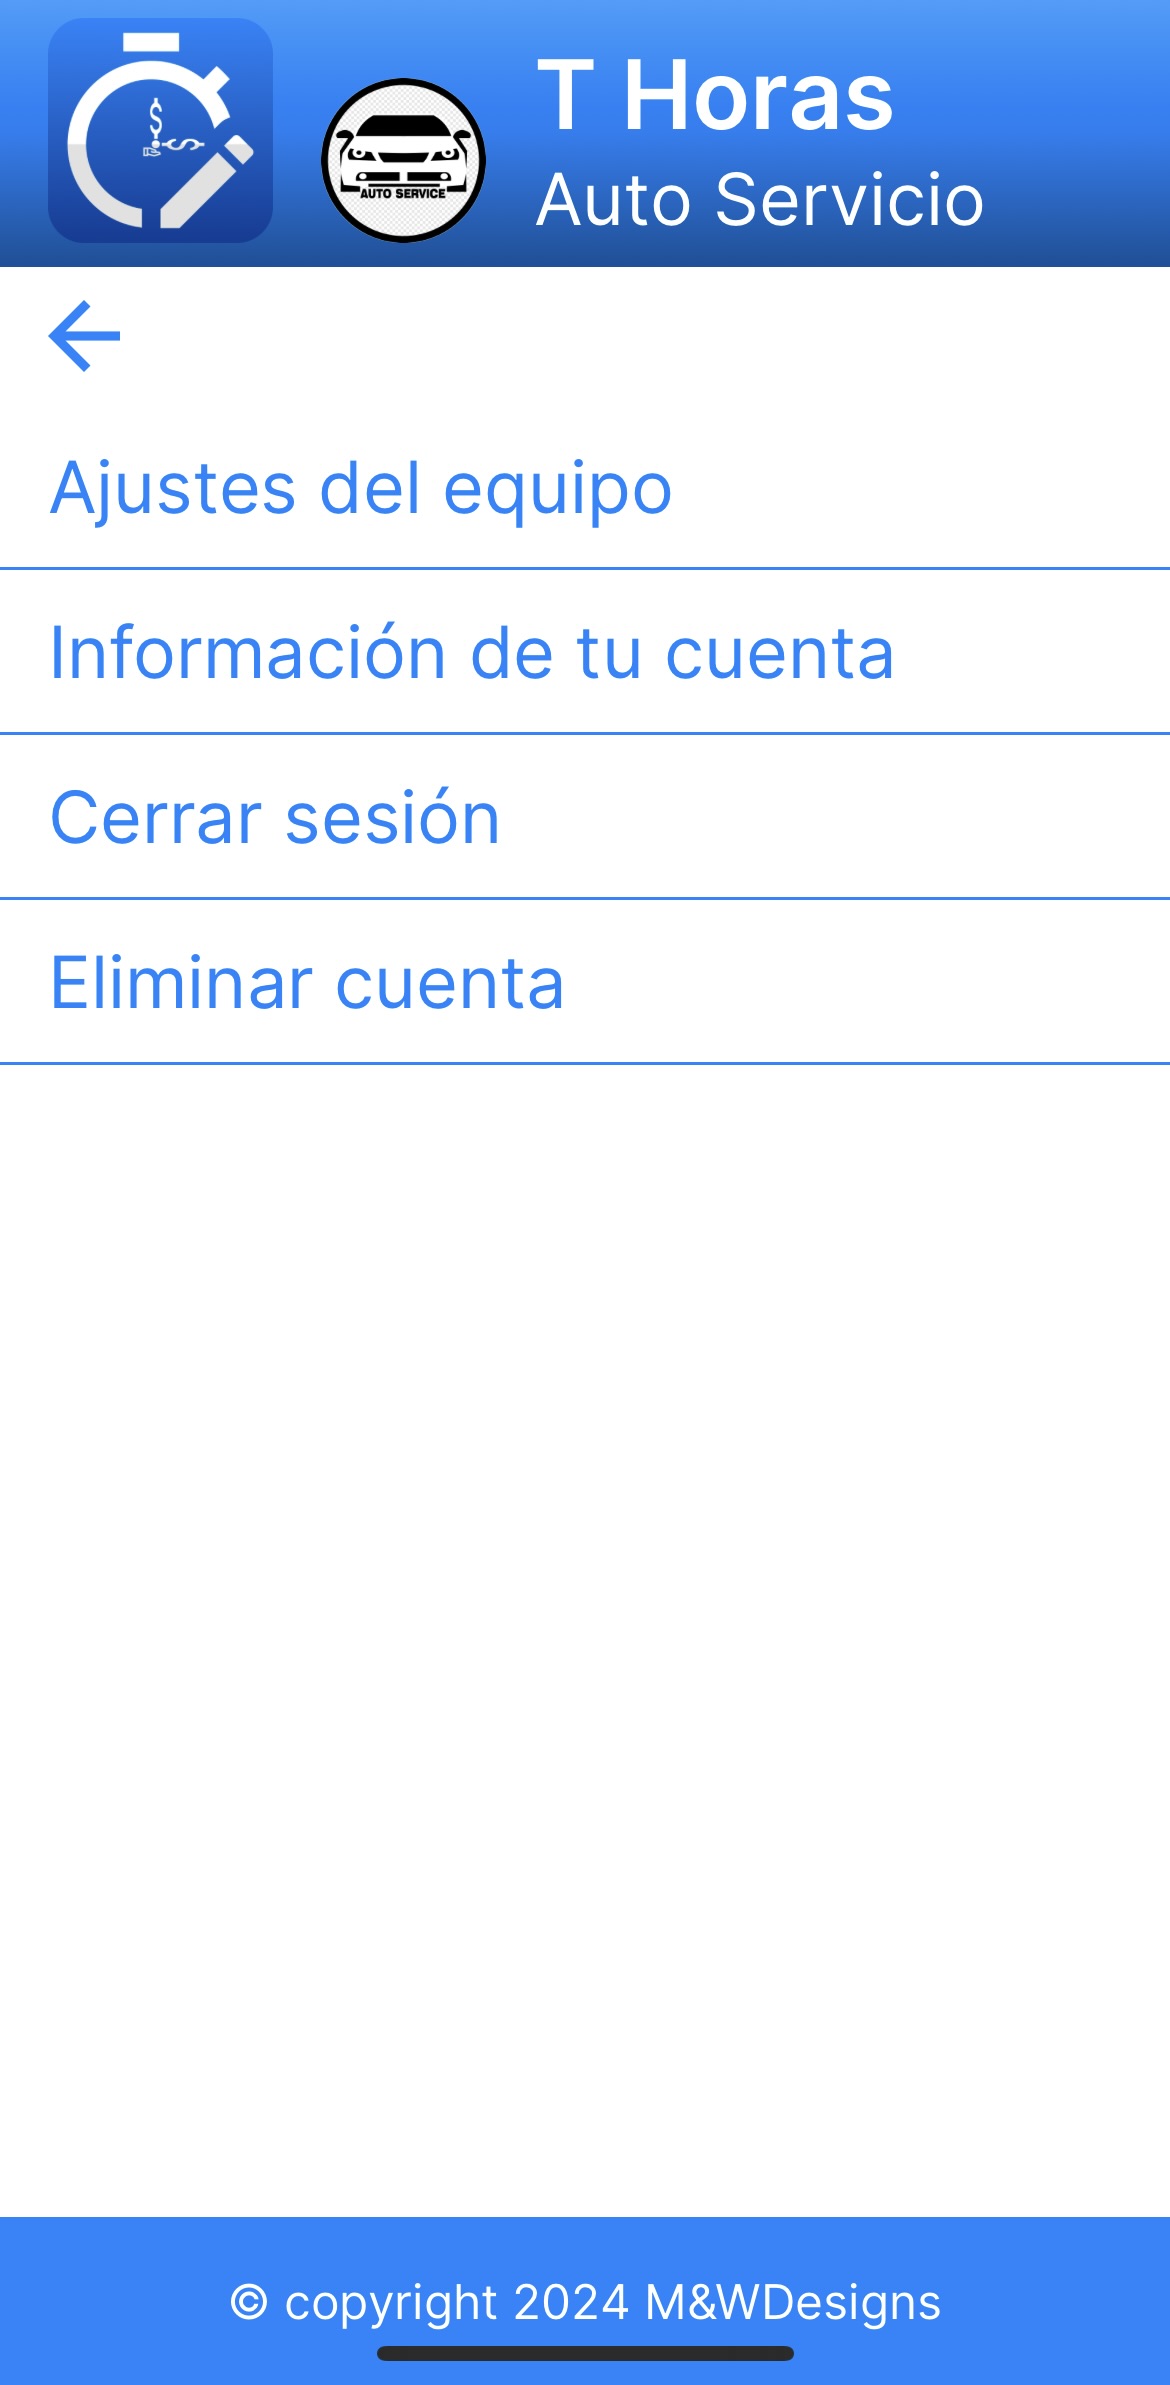 T Horas
Auto Servicio
AUTO SERVICE
Ajustes del equipo
Información de tu cuenta
Cerrar sesión
Eliminar cuenta
© copyright 2024 M&WDesigns